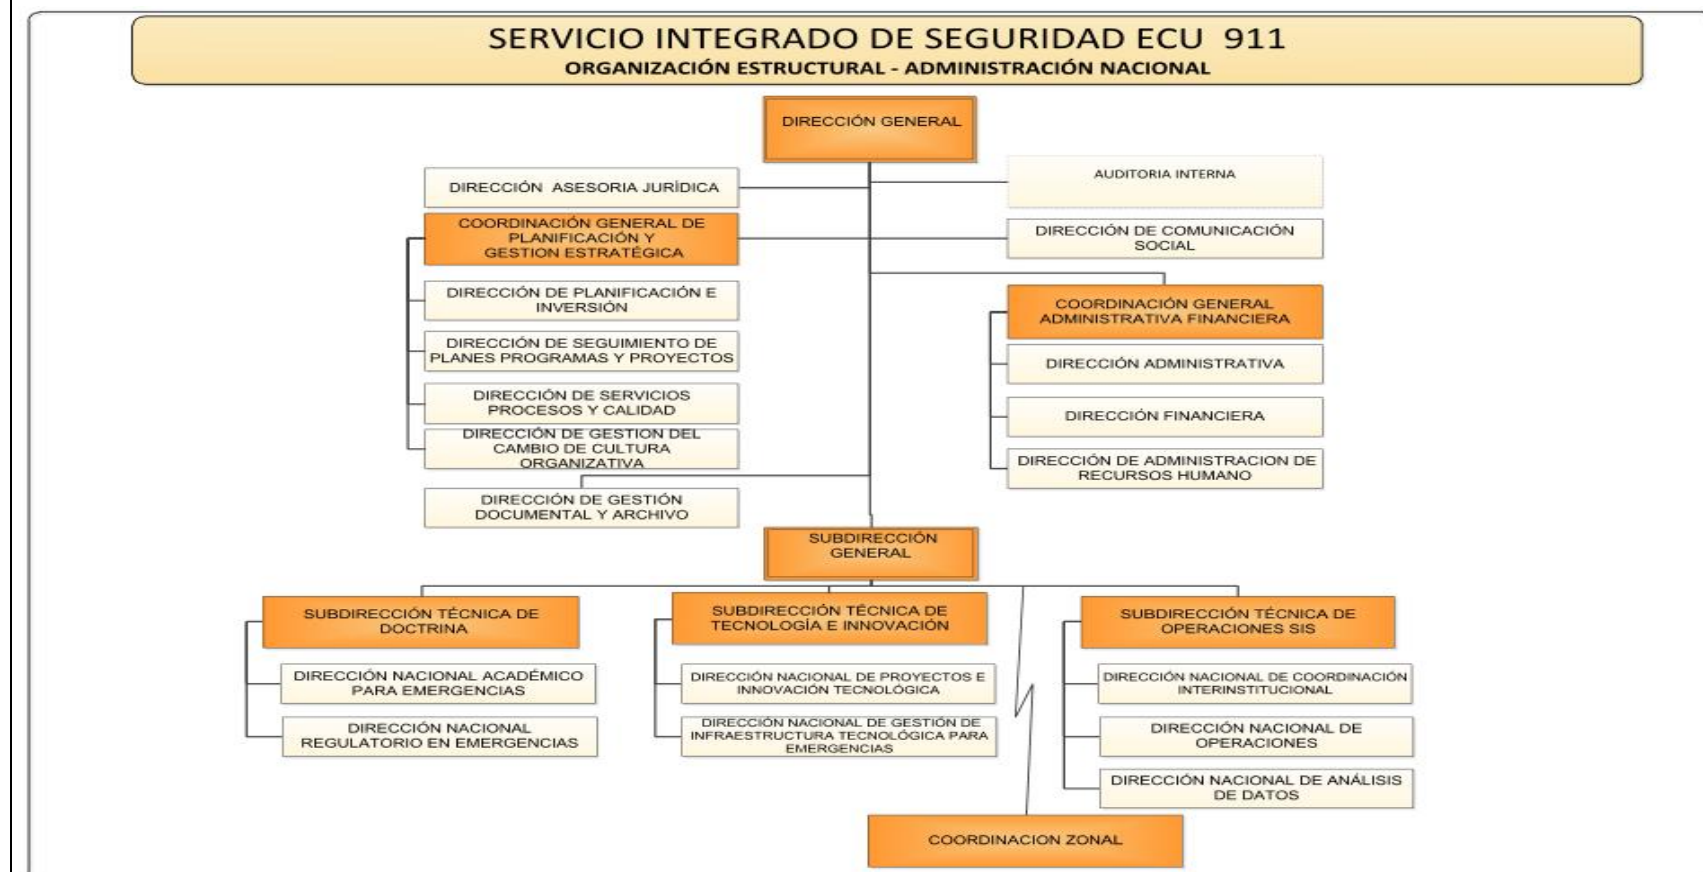 SERVICIO INTEGRADO DE SEGURIDAD ECU 911
ORGANIZACIÓN ESTRUCTURAL - ADMINISTRACIÓN NACIONAL
DIRECCIÓN GENERAL
DIRECCIÓN ASESORIA JURÍDICA
AUDITORIA INTERNA
COORDINACIÓN GENERAL DE
PLANIFICACIÓN Y
GESTION ESTRATÉGICA
DIRECCIÓN DE COMUNICACIÓN
SOCIAL
DIRECCIÓN DE PLANIFICACIÓN E
INVERSIÓN
DIRECCIÓN DE SEGUIMIENTO DE
PLANES PROGRAMAS Y PROYECTOS
DIRECCIÓN DE SERVICIOS
PROCESOS Y CALIDAD
DIRECCIÓN DE GESTION DEL
CAMBIO DE CULTURA
ORGANIZATIVA
COORDINACIÓN GENERAL
ADMINISTRATIVA FINANCIERA
DIRECCIÓN ADMINISTRATIVA
DIRECCIÓN FINANCIERA
DIRECCIÓN DE ADMINISTRACION DE
RECURSOS HUMANO
DIRECCIÓN DE GESTIÓN
DOCUMENTAL Y ARCHIVO
SUBDIRECCIÓN
GENERAL
SUBDIRECCIÓN TÉCNICA DE
DOCTRINA
DIRECCIÓN NACIONAL ACADÉMICO
PARA EMERGENCIAS
DIRECCIÓN NACIONAL
REGULATORIO EN EMERGENCIAS
SUBDIRECCIÓN TÉCNICA DE
TECNOLOGÍA E INNOVACIÓN
DIRECCIÓN NACIONAL DE PROYECTOS E
INNOVACIÓN TECNOLÓGICA
DIRECCIÓN NACIONAL DE GESTIÓN DE
INFRAESTRUCTURA TECNOLÓGICA PARA
EMERGENCIAS
SUBDIRECCIÓN TÉCNICA DE
OPERACIONES SIS
DIRECCIÓN NACIONAL DE COORDINACIÓN
INTERINSTITUCIONAL
DIRECCIÓN NACIONAL DE
OPERACIONES
DIRECCIÓN NACIONAL DE ANÁLISIS
DE DATOS
COORDINACION ZONAL